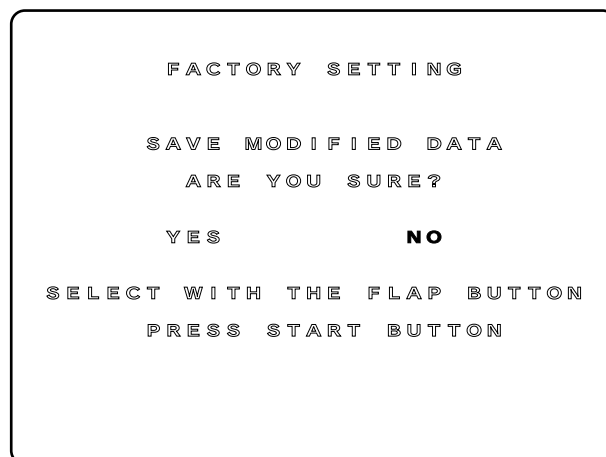 FACTORY SETTING
SAVE MODIFIED DATA
ARE YOU SURE?
YES NO
SELECT WITH THE FLAP BUTTON
PRESS START BUTTON